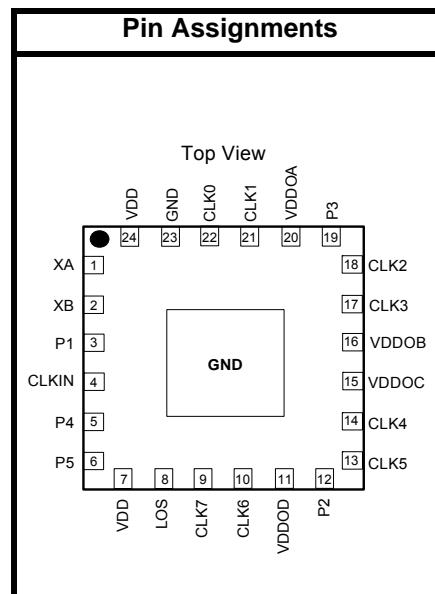 Pin Assignments
Top View
VDD GND CLK0 CLK1 VDDOA P3
24 23 22 21 20 19
XA 1 18 CLK2
XB 2 17 CLK3
P1 3 16 VDDOB
GND
CLKIN 4 15 VDDOC
P4 5 14 CLK4
P5 6 13 CLK5
7 8 9 10 11 12
VDD LOS CLK7 CLK6 VDDOD P2